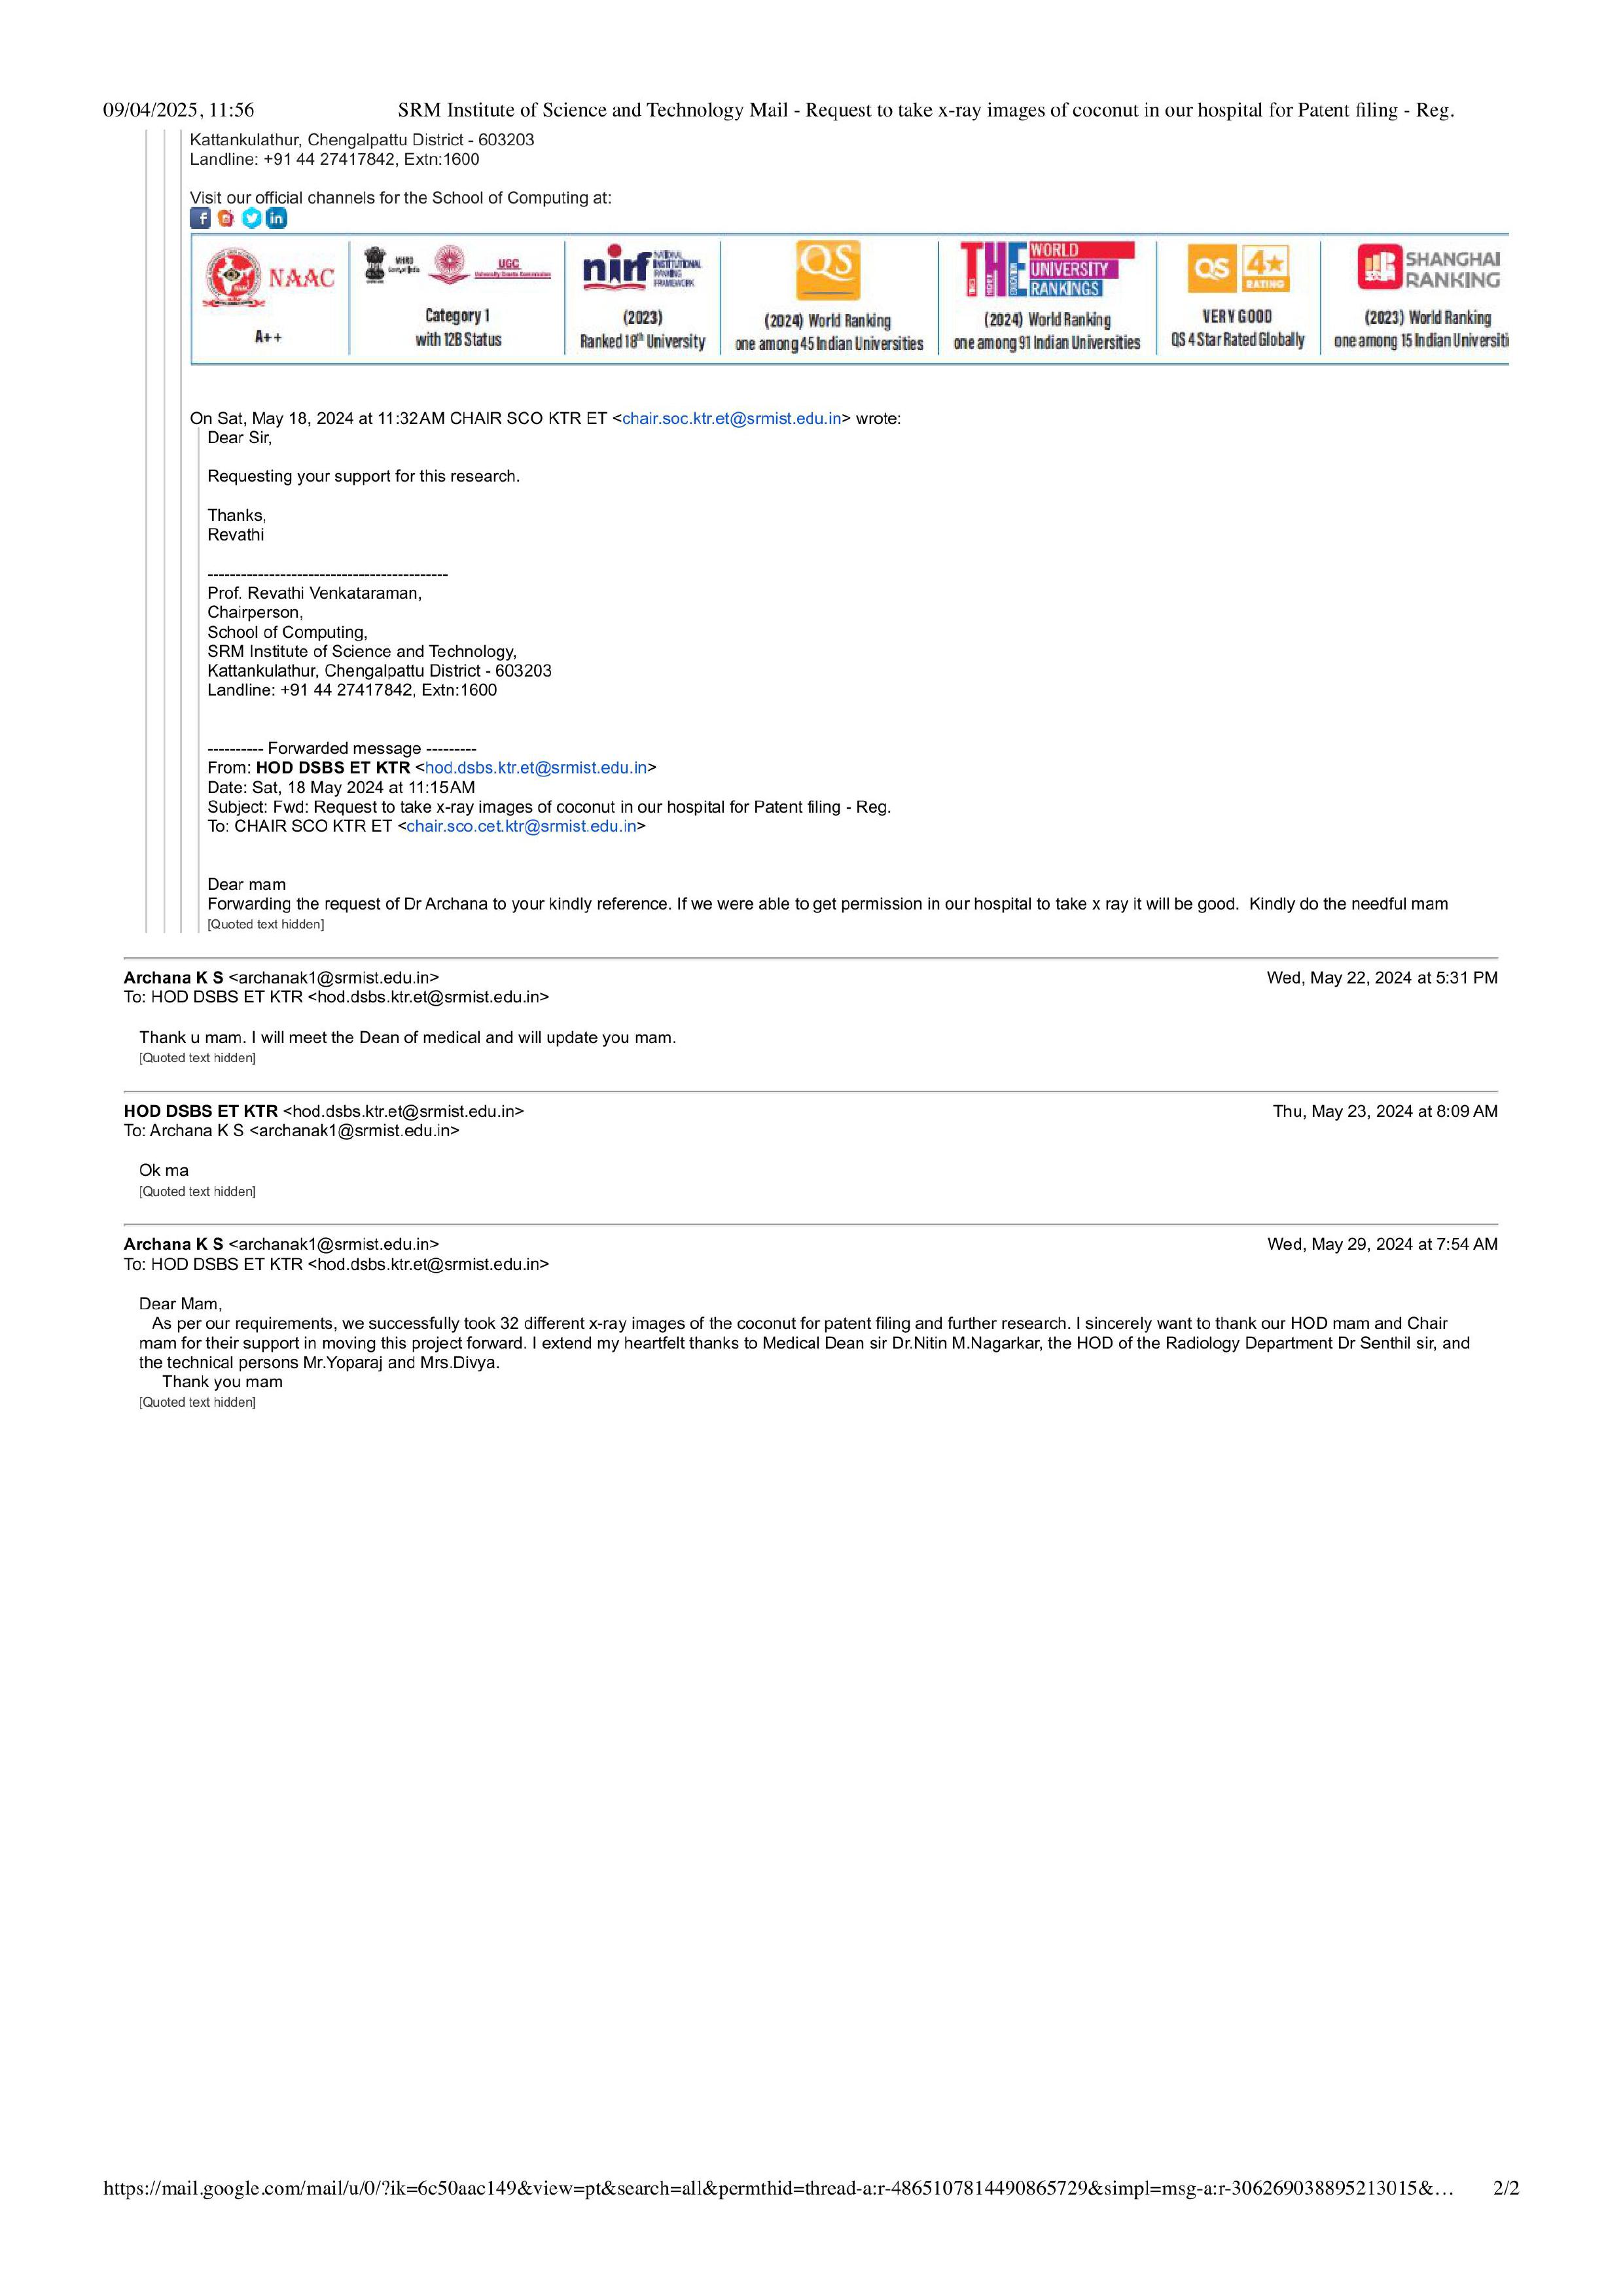 09/04/2025, 11:56 SRM Institute of Science and Technology Mail - Request to take x-ray images of coconut in our hospital for Patent filing - Reg.
Kattankulathur, Chengalpattu District - 603203
Landline: +91 44 27417842, Extn:1600
Visit our official channels for the School of Computing at:
NAAC
A++
MHRD
UGC
University Grants Commission
Category 1
with 12B Status
nirf NATIONAL INSTITUTIONAL RANKING FRAMEWORK
(2023)
Ranked 18th University
QS
(2024) World Ranking
one among 45 Indian Universities
THE WORLD UNIVERSITY RANKINGS
(2024) World Ranking
one among 91 Indian Universities
QS 4★ RATING
VERY GOOD
QS 4 Star Rated Globally
SHANGHAI RANKING
(2023) World Ranking
one among 15 Indian Universiti
On Sat, May 18, 2024 at 11:32 AM CHAIR SCO KTR ET <chair.soc.ktr.et@srmist.edu.in> wrote:
Dear Sir,
Requesting your support for this research.
Thanks,
Revathi
-------------------------------------------
Prof. Revathi Venkataraman,
Chairperson,
School of Computing,
SRM Institute of Science and Technology,
Kattankulathur, Chengalpattu District - 603203
Landline: +91 44 27417842, Extn:1600
---------- Forwarded message ---------
From: HOD DSBS ET KTR <hod.dsbs.ktr.et@srmist.edu.in>
Date: Sat, 18 May 2024 at 11:15 AM
Subject: Fwd: Request to take x-ray images of coconut in our hospital for Patent filing - Reg.
To: CHAIR SCO KTR ET <chair.sco.cet.ktr@srmist.edu.in>
Dear mam
Forwarding the request of Dr Archana to your kindly reference. If we were able to get permission in our hospital to take x ray it will be good. Kindly do the needful mam
[Quoted text hidden]
Archana K S <archanak1@srmist.edu.in> Wed, May 22, 2024 at 5:31 PM
To: HOD DSBS ET KTR <hod.dsbs.ktr.et@srmist.edu.in>
Thank u mam. I will meet the Dean of medical and will update you mam.
[Quoted text hidden]
HOD DSBS ET KTR <hod.dsbs.ktr.et@srmist.edu.in> Thu, May 23, 2024 at 8:09 AM
To: Archana K S <archanak1@srmist.edu.in>
Ok ma
[Quoted text hidden]
Archana K S <archanak1@srmist.edu.in> Wed, May 29, 2024 at 7:54 AM
To: HOD DSBS ET KTR <hod.dsbs.ktr.et@srmist.edu.in>
Dear Mam,
As per our requirements, we successfully took 32 different x-ray images of the coconut for patent filing and further research. I sincerely want to thank our HOD mam and Chair
mam for their support in moving this project forward. I extend my heartfelt thanks to Medical Dean sir Dr.Nitin M.Nagarkar, the HOD of the Radiology Department Dr Senthil sir, and
the technical persons Mr.Yoparaj and Mrs.Divya.
Thank you mam
[Quoted text hidden]
https://mail.google.com/mail/u/0/?ik=6c50aac149&view=pt&search=all&permthid=thread-a:r-4865107814490865729&simpl=msg-a:r-306269038895213015&… 2/2